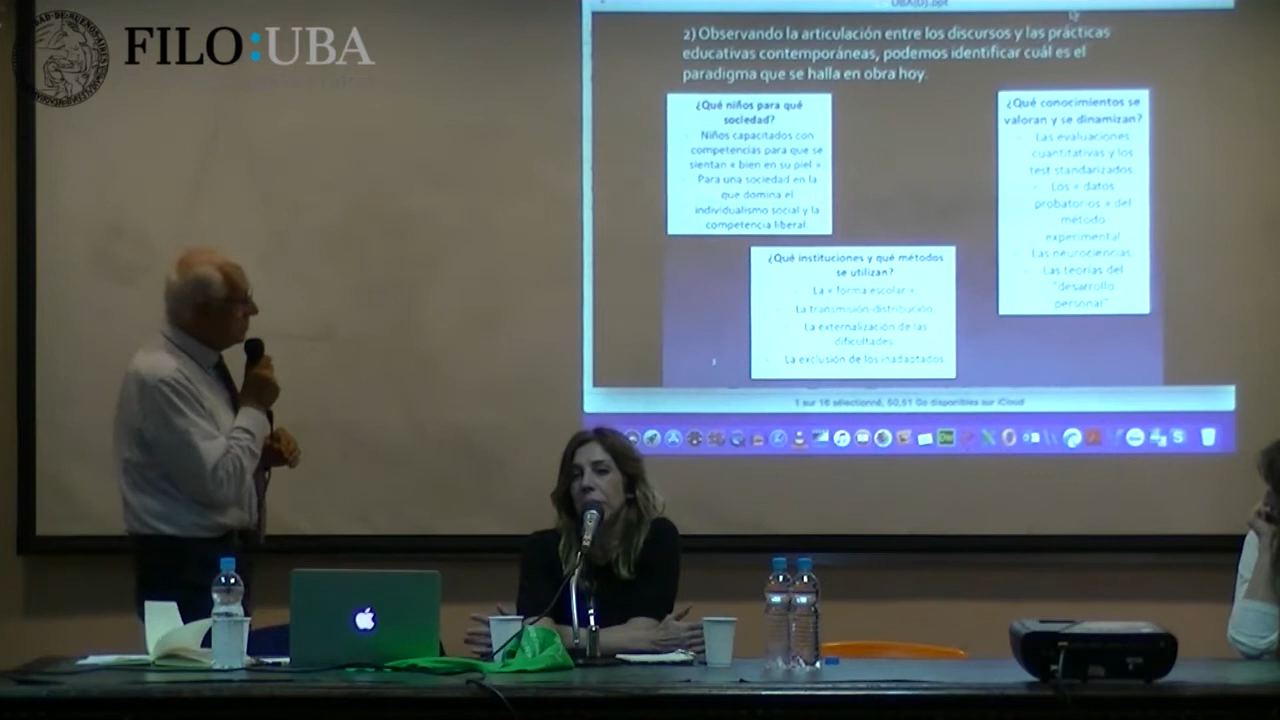 FILO:UBA
UBA(D).ppt
2) Observando la articulación entre los discursos y las prácticas
educativas contemporáneas, podemos identificar cuál es el
paradigma que se halla en obra hoy.
¿Qué niños para qué
sociedad?
Niños capacitados con
competencias para que se
sientan « bien en su piel »
Para una sociedad en la
que domina el
individualismo social y la
competencia liberal.
¿Qué conocimientos se
valoran y se dinamizan?
Las evaluaciones
cuantitativas y los
test standarizados.
Los « datos
probatorios » del
método
experimental
Las neurociencias.
Las teorías del
"desarrollo
personal"
¿Qué instituciones y qué métodos
se utilizan?
La « forma escolar ».
La transmisión-distribución.
La externalización de las
dificultades.
La exclusión de los inadaptados.
3
1 sur 16 sélectionné, 50,51 Go disponibles sur iCloud